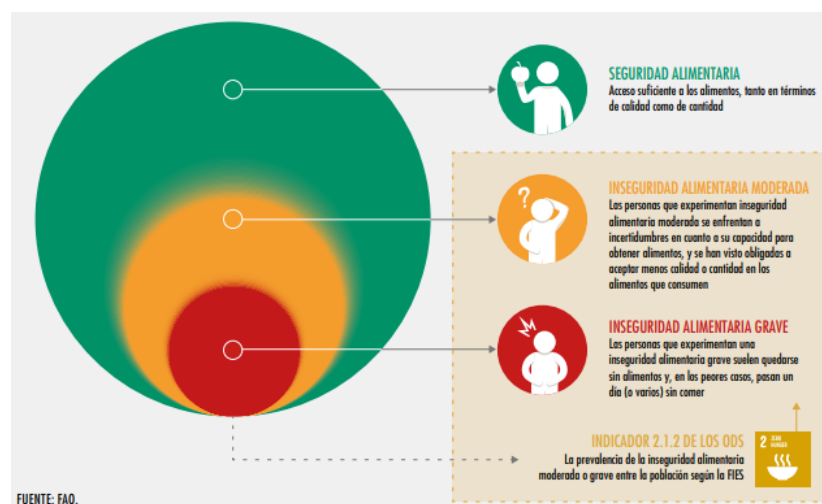 SEGURIDAD ALIMENTARIA
Acceso suficiente a los alimentos, tanto en términos
de calidad como de cantidad
?
INSEGURIDAD ALIMENTARIA MODERADA
Las personas que experimentan inseguridad
alimentaria moderada se enfrentan a
incertidumbres en cuanto a su capacidad para
obtener alimentos, y se han visto obligadas a
aceptar menos calidad o cantidad en los
alimentos que consumen
INSEGURIDAD ALIMENTARIA GRAVE
Las personas que experimentan una
inseguridad alimentaria grave suelen quedarse
sin alimentos y, en los peores casos, pasan un
día (o varios) sin comer
INDICADOR 2.1.2 DE LOS ODS
La prevalencia de la inseguridad alimentaria
moderada o grave entre la población según la FIES
2 ZERO
HUNGER
FUENTE: FAO.